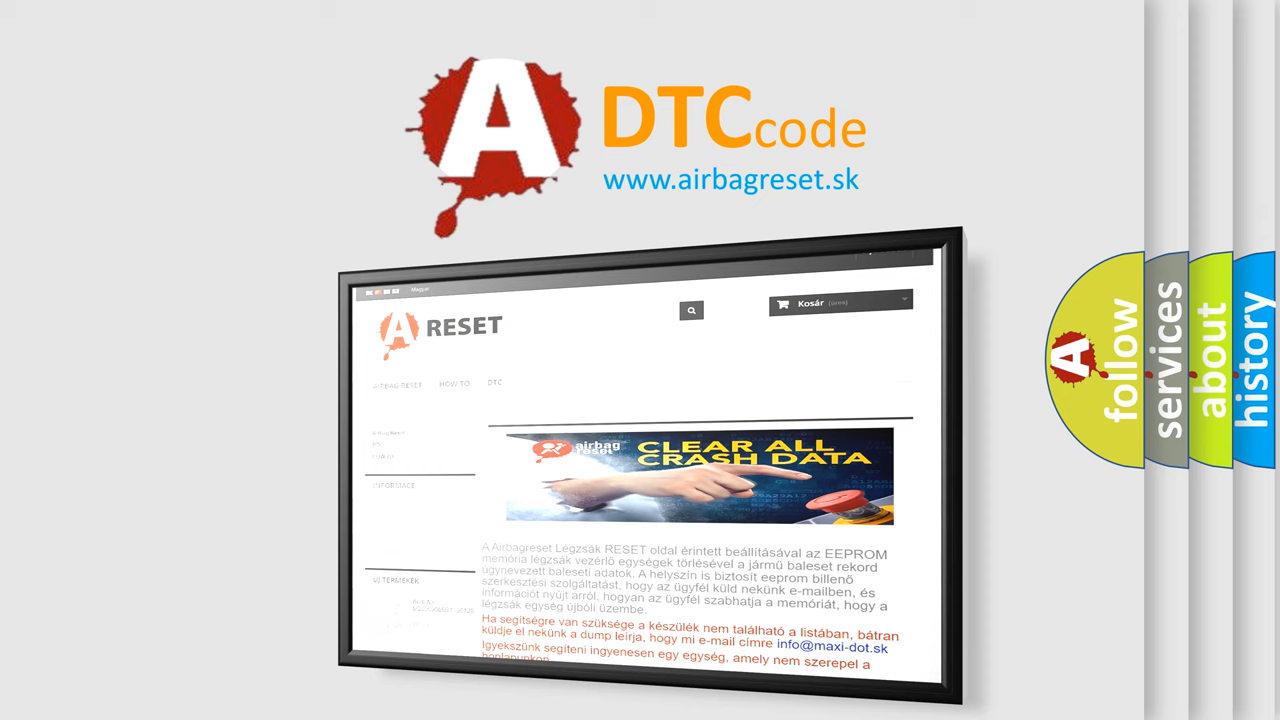 A
DTCcode
www.airbagreset.sk
Magyar
A RESET
Kosár (üres)
AIRBAG RESET HOW TO DTC
INFORMACE
airbag
reset
CLEAR ALL
CRASH DATA
A Airbagreset Légzsák RESET oldal érintett beállításával az EEPROM
memória légzsák vezérlő egységek törlésével a jármű baleset rekord
úgynevezett baleseti adatok. A helyszín is biztosít eeprom billenő
szerkesztési szolgáltatást, hogy az ügyfél küld nekünk e-mailben, és
információt nyújt arról, hogyan az ügyfél szabhatja a memóriát, hogy a
légzsák egység újbóli üzembe.
Ha segítségre van szüksége a készülék nem található a listában, bátran
küldje el nekünk a dump leírja, hogy mi e-mail címre info@maxi-dot.sk
Igyekszünk segíteni ingyenesen egy egység, amely nem szerepel a
honlapunkon
ÚJ TERMÉKEK
A
follow
services
about
history